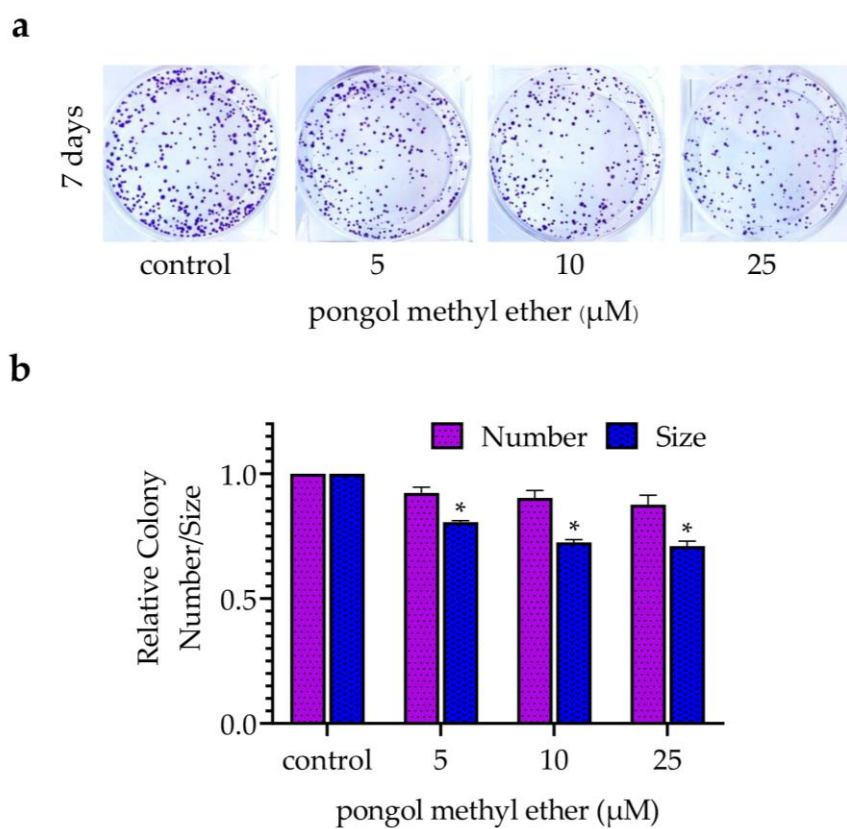 a
7 days
control 5 10 25
pongol methyl ether (μM)
b
Number Size
Relative Colony
Number/Size
1.0
0.5
0.0
* * *
control 5 10 25
pongol methyl ether (μM)